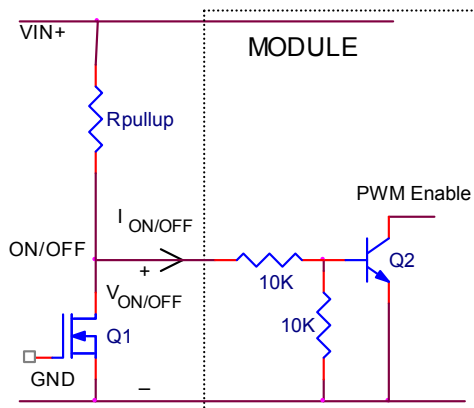 VIN+
MODULE
Rpullup
PWM Enable
I ON/OFF
ON/OFF
+
Q2
10K
V ON/OFF
10K
Q1
GND
–